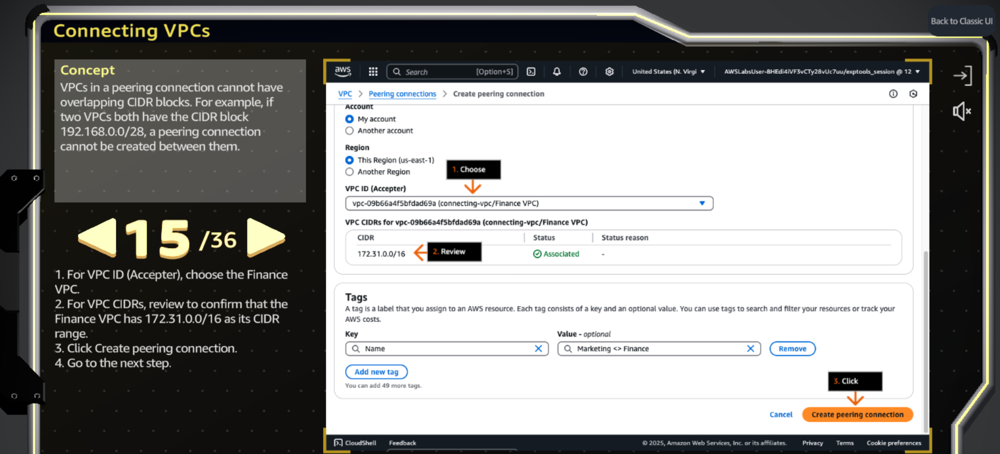 Back to Classic UI
Connecting VPCs
Concept
VPCs in a peering connection cannot have
overlapping CIDR blocks. For example, if
two VPCs both have the CIDR block
192.168.0.0/28, a peering connection
cannot be created between them.
15 /36
1. For VPC ID (Accepter), choose the Finance
VPC.
2. For VPC CIDRs, review to confirm that the
Finance VPC has 172.31.0.0/16 as its CIDR
range.
3. Click Create peering connection.
4. Go to the next step.
aws Search [Option+S] United States (N. Virgi AWSLabsUser-8HEdi4iVF3vCTy28vUc7uu/exptools_session @ 12
VPC > Peering connections > Create peering connection
Account
My account
Another account
Region
This Region (us-east-1)
Another Region
1. Choose
VPC ID (Accepter)
vpc-09b66a4f5bfdad69a (connecting-vpc/Finance VPC)
VPC CIDRs for vpc-09b66a4f5bfdad69a (connecting-vpc/Finance VPC)
CIDR Status Status reason
172.31.0.0/16 2. Review Associated -
Tags
A tag is a label that you assign to an AWS resource. Each tag consists of a key and an optional value. You can use tags to search and filter your resources or track your
AWS costs.
Key Value - optional
Name Marketing <> Finance Remove
Add new tag
You can add 49 more tags.
3. Click
Cancel Create peering connection
CloudShell Feedback © 2025, Amazon Web Services, Inc. or its affiliates. Privacy Terms Cookie preferences